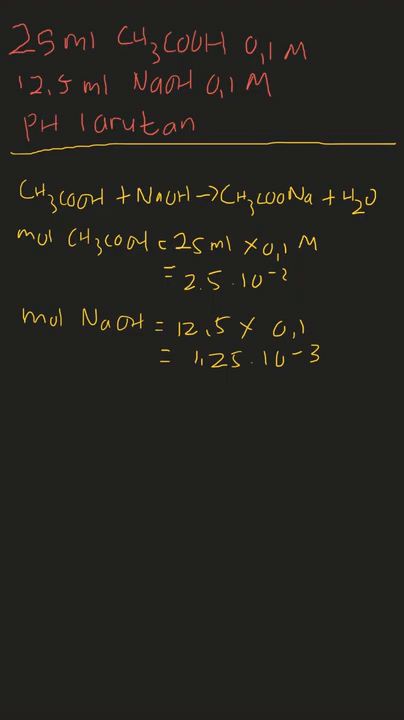 25 ml CH₃COOH 0,1 M
12,5 ml NaOH 0,1 M
PH larutan
CH₃COOH + NaOH → CH₃COONa + H₂O
mol CH₃COOH = 25 ml × 0,1 M
= 2.5 . 10⁻²
mol NaOH = 12.5 × 0,1
= 1,25 . 10⁻³